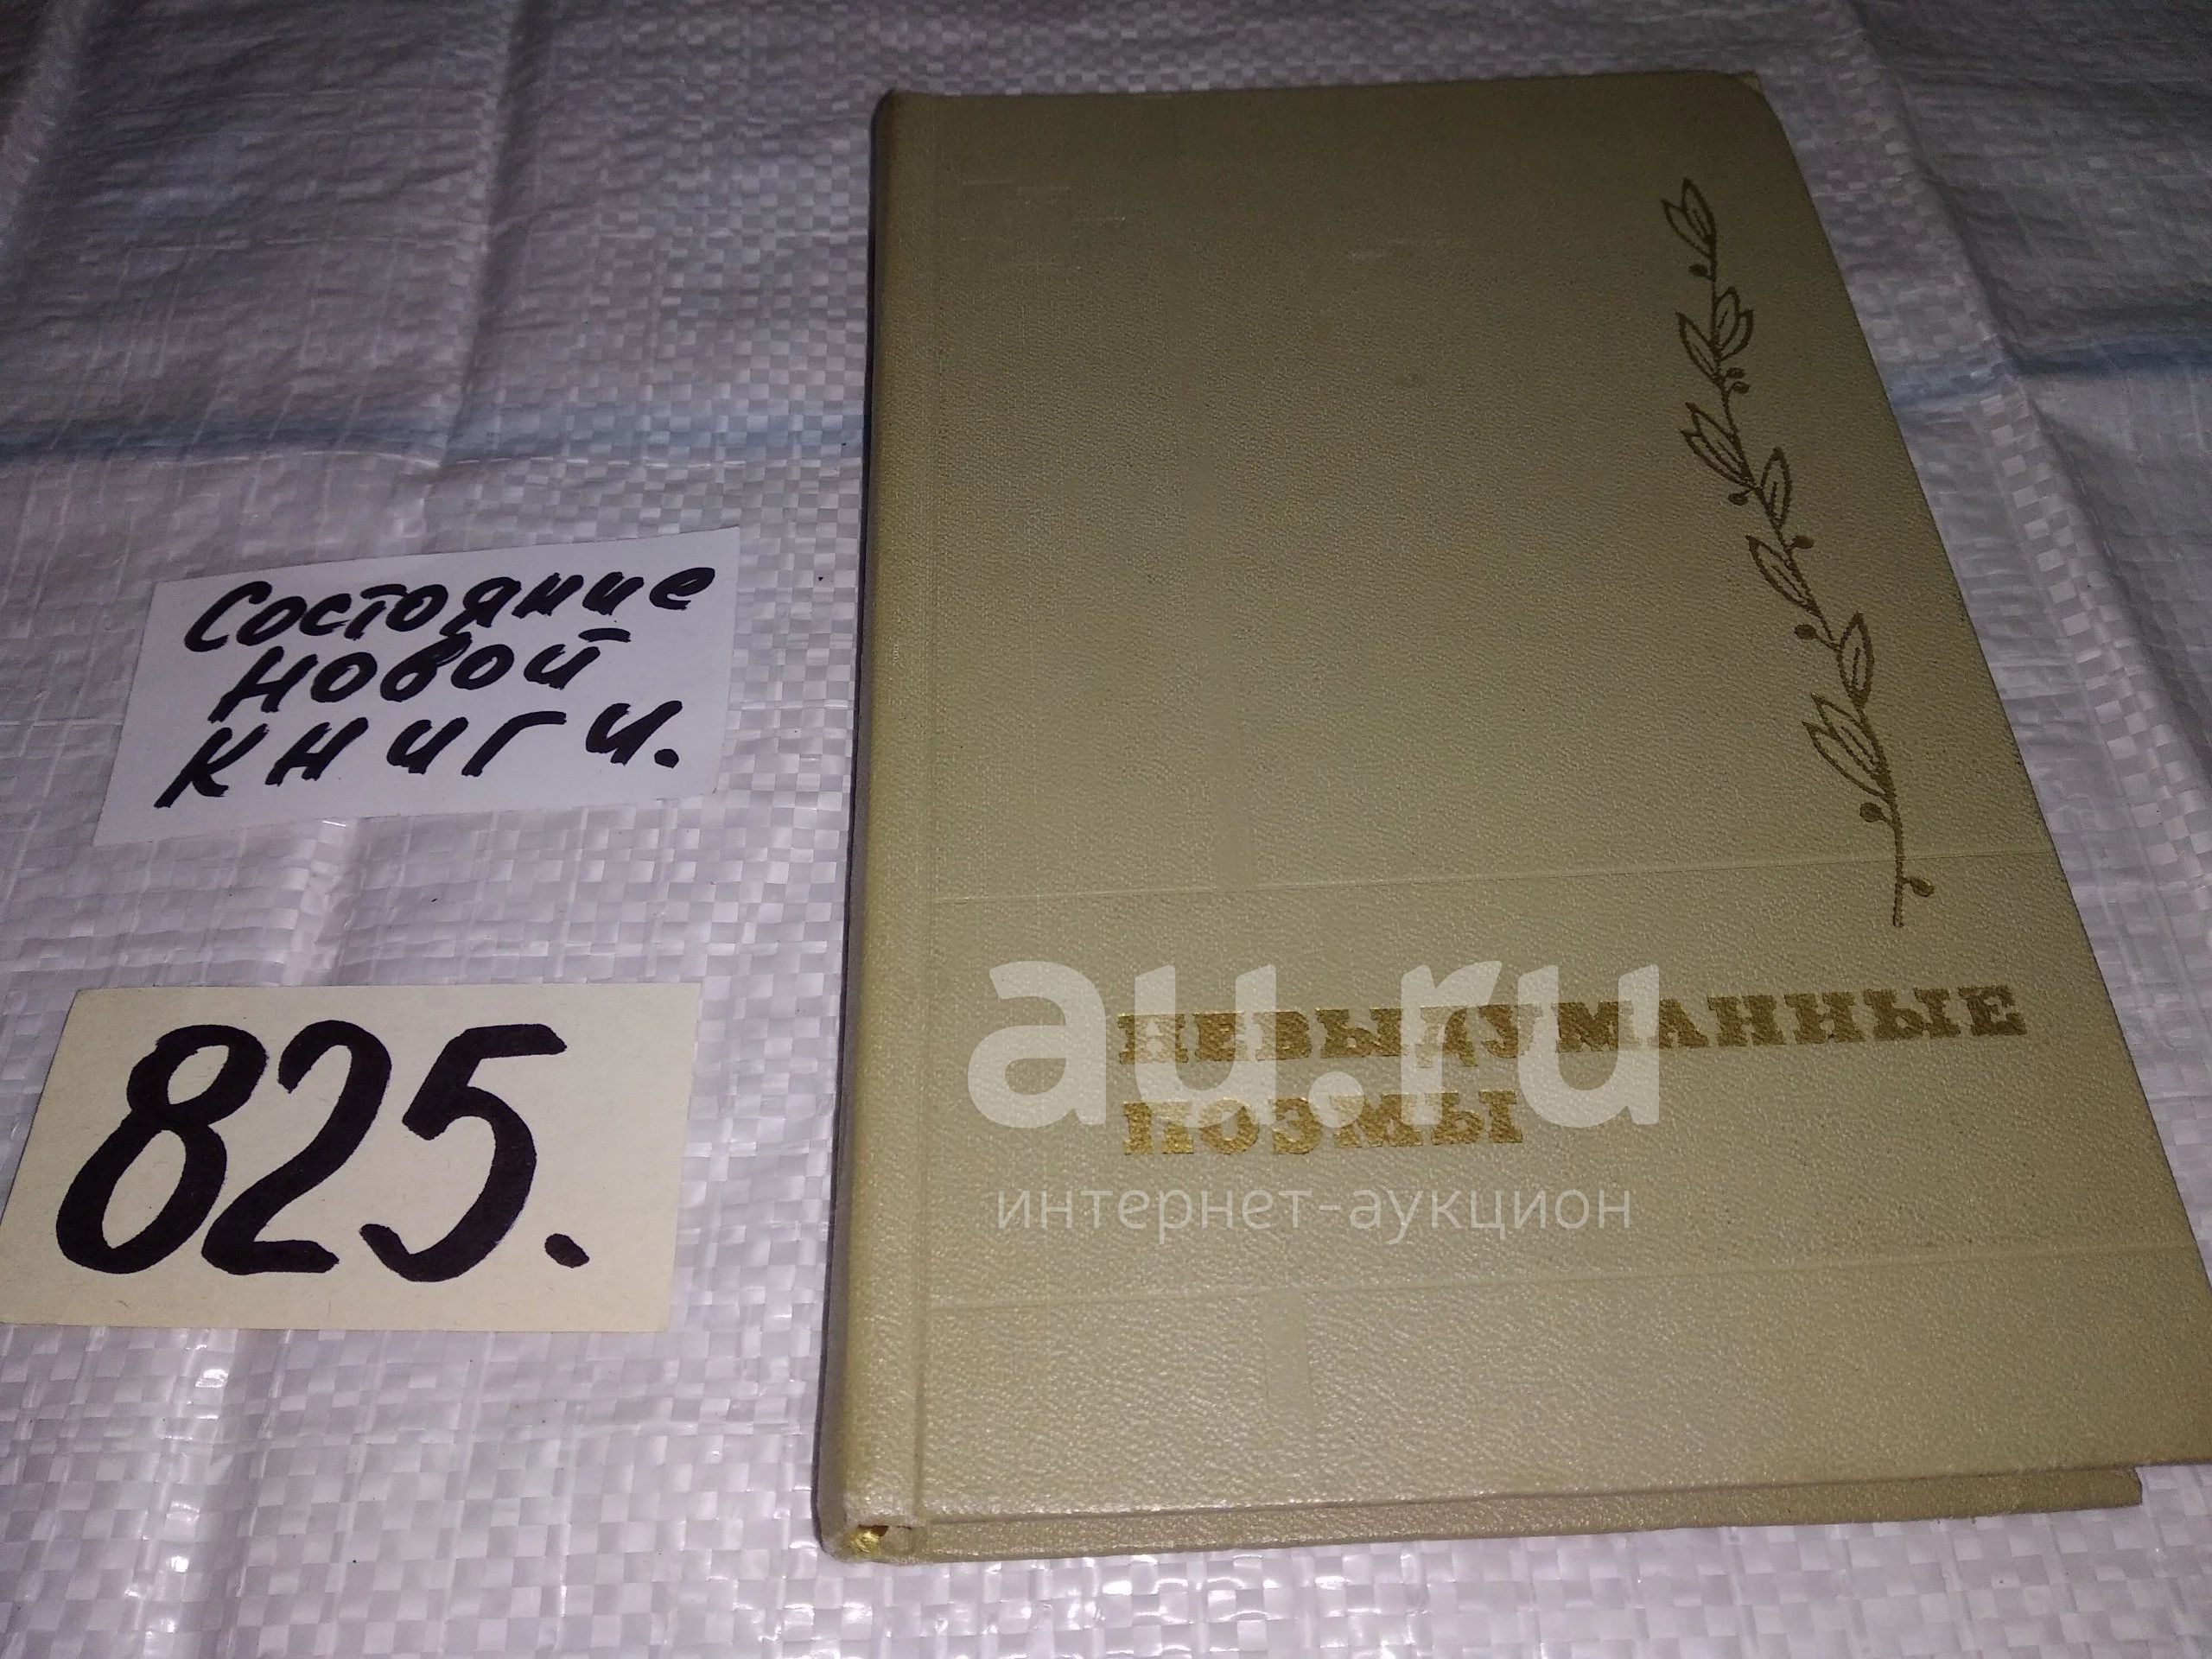 Состояние
новой
книги.
825.
НЕВЫДУМАННЫЕ
ПОЭМЫ
au.ru
интернет-аукцион